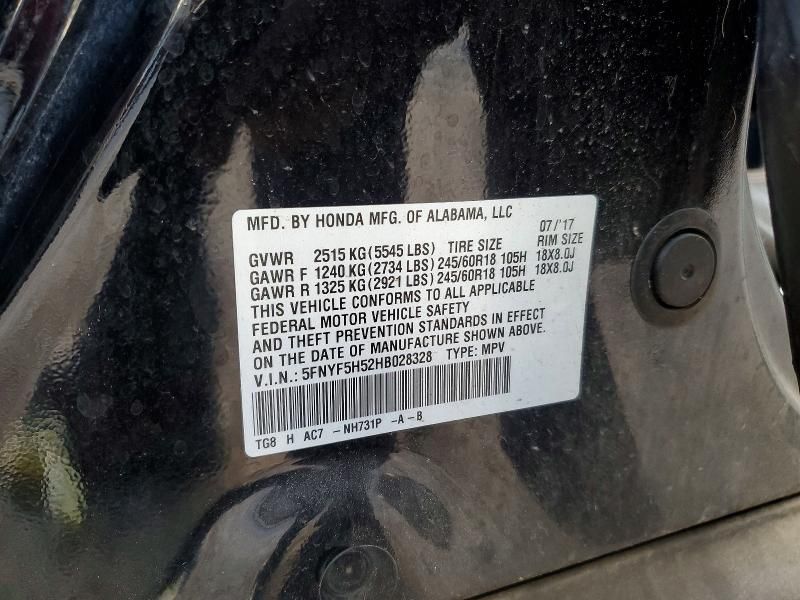 MFD. BY HONDA MFG. OF ALABAMA, LLC 07/'17
GVWR 2515 KG(5545 LBS) TIRE SIZE RIM SIZE
GAWR F 1240 KG(2734 LBS) 245/60R18 105H 18X8.0J
GAWR R 1325 KG(2921 LBS) 245/60R18 105H 18X8.0J
THIS VEHICLE CONFORMS TO ALL APPLICABLE
FEDERAL MOTOR VEHICLE SAFETY
AND THEFT PREVENTION STANDARDS IN EFFECT
ON THE DATE OF MANUFACTURE SHOWN ABOVE.
V.I.N.: 5FNYF5H52HB028328 TYPE: MPV
TG8 H AC7 -NH731P -A-B